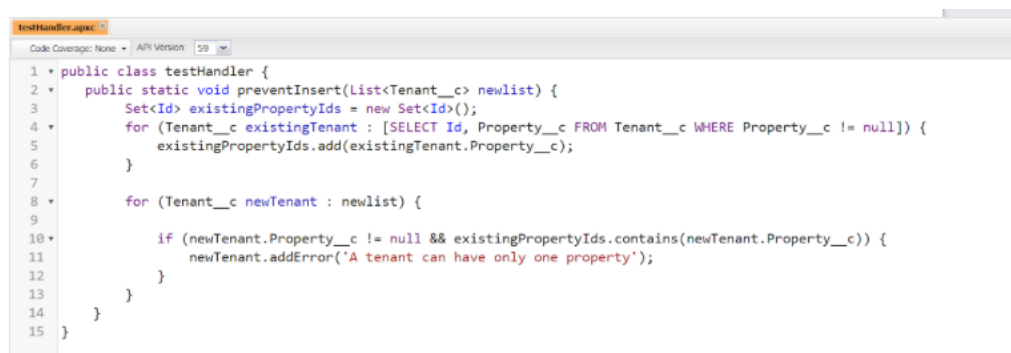 testHandler.apxc
Code Coverage: None API Version: 59
1 public class testHandler {
2 public static void preventInsert(List<Tenant__c> newlist) {
3 Set<Id> existingPropertyIds = new Set<Id>();
4 for (Tenant__c existingTenant : [SELECT Id, Property__c FROM Tenant__c WHERE Property__c != null]) {
5 existingPropertyIds.add(existingTenant.Property__c);
6 }
7
8 for (Tenant__c newTenant : newlist) {
9
10 if (newTenant.Property__c != null && existingPropertyIds.contains(newTenant.Property__c)) {
11 newTenant.addError('A tenant can have only one property');
12 }
13 }
14 }
15 }